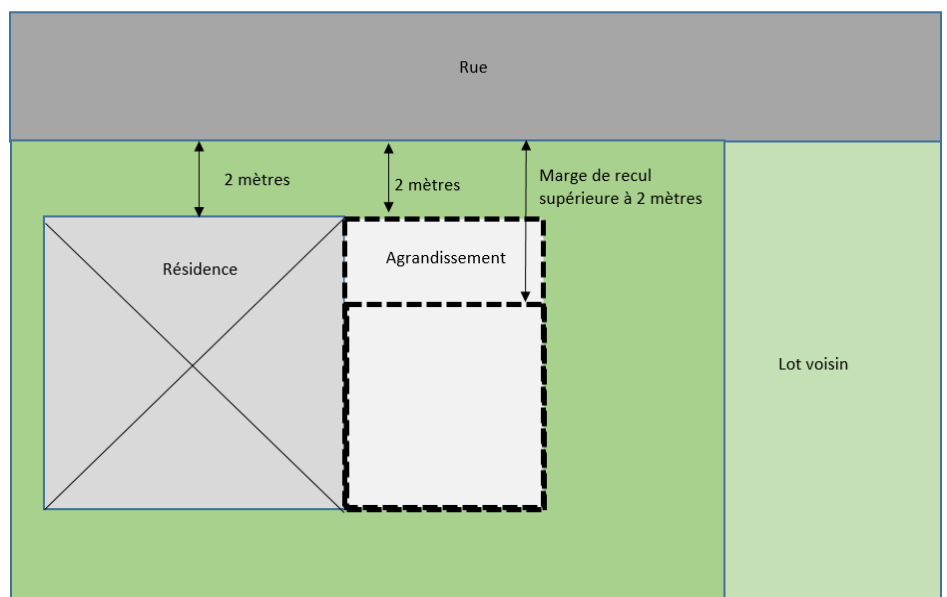 Rue
2 mètres
2 mètres
Marge de recul
supérieure à 2 mètres
Résidence
Agrandissement
Lot voisin